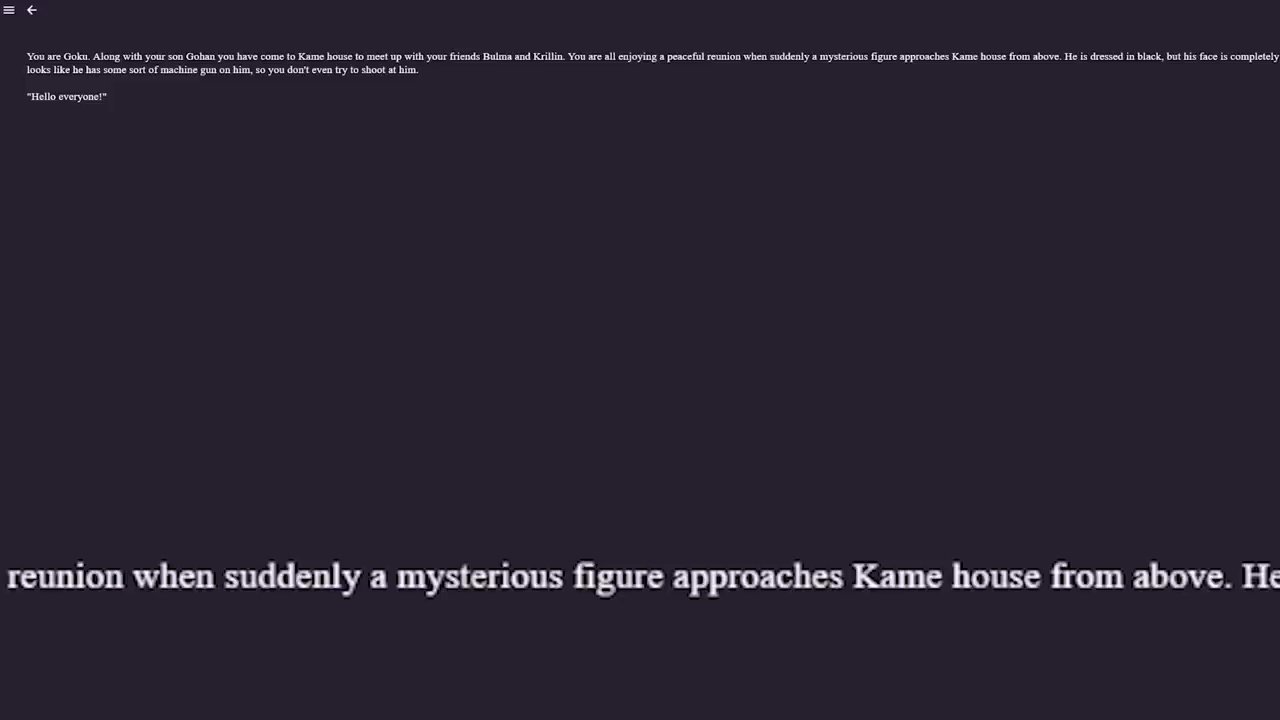 You are Goku. Along with your son Gohan you have come to Kame house to meet up with your friends Bulma and Krillin. You are all enjoying a peaceful reunion when suddenly a mysterious figure approaches Kame house from above. He is dressed in black, but his face is completely
looks like he has some sort of machine gun on him, so you don't even try to shoot at him.
"Hello everyone!"
reunion when suddenly a mysterious figure approaches Kame house from above. He